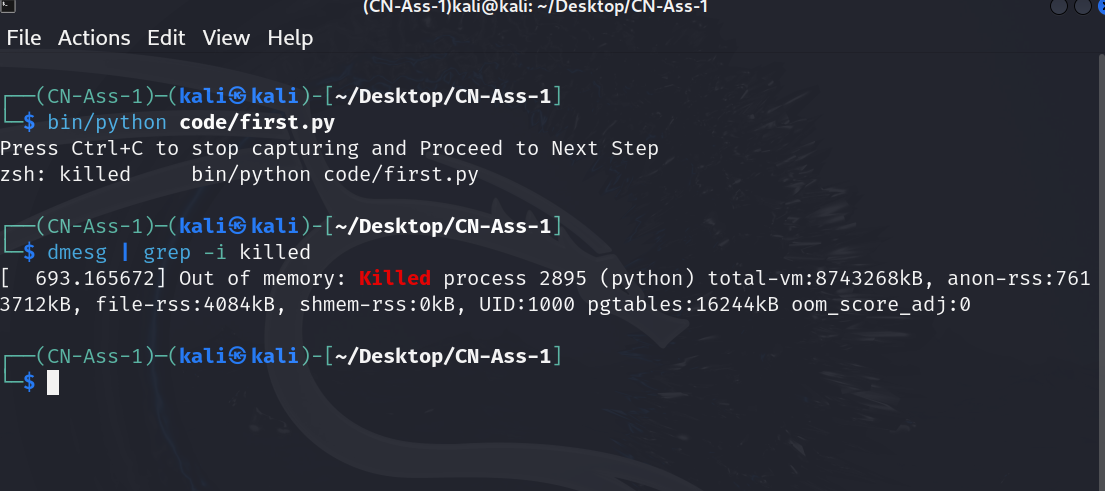 (CN-Ass-1)kali@kali: ~/Desktop/CN-Ass-1
File Actions Edit View Help
┌──(CN-Ass-1)─(kali㉿kali)-[~/Desktop/CN-Ass-1]
└─$ bin/python code/first.py
Press Ctrl+C to stop capturing and Proceed to Next Step
zsh: killed     bin/python code/first.py
┌──(CN-Ass-1)─(kali㉿kali)-[~/Desktop/CN-Ass-1]
└─$ dmesg | grep -i killed
[  693.165672] Out of memory: Killed process 2895 (python) total-vm:8743268kB, anon-rss:761
3712kB, file-rss:4084kB, shmem-rss:0kB, UID:1000 pgtables:16244kB oom_score_adj:0
┌──(CN-Ass-1)─(kali㉿kali)-[~/Desktop/CN-Ass-1]
└─$